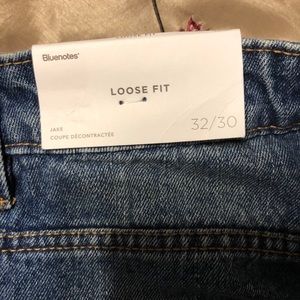 Bluenotes'
LOOSE FIT
JAKE
COUPE DÉCONTRACTÉE
32/30